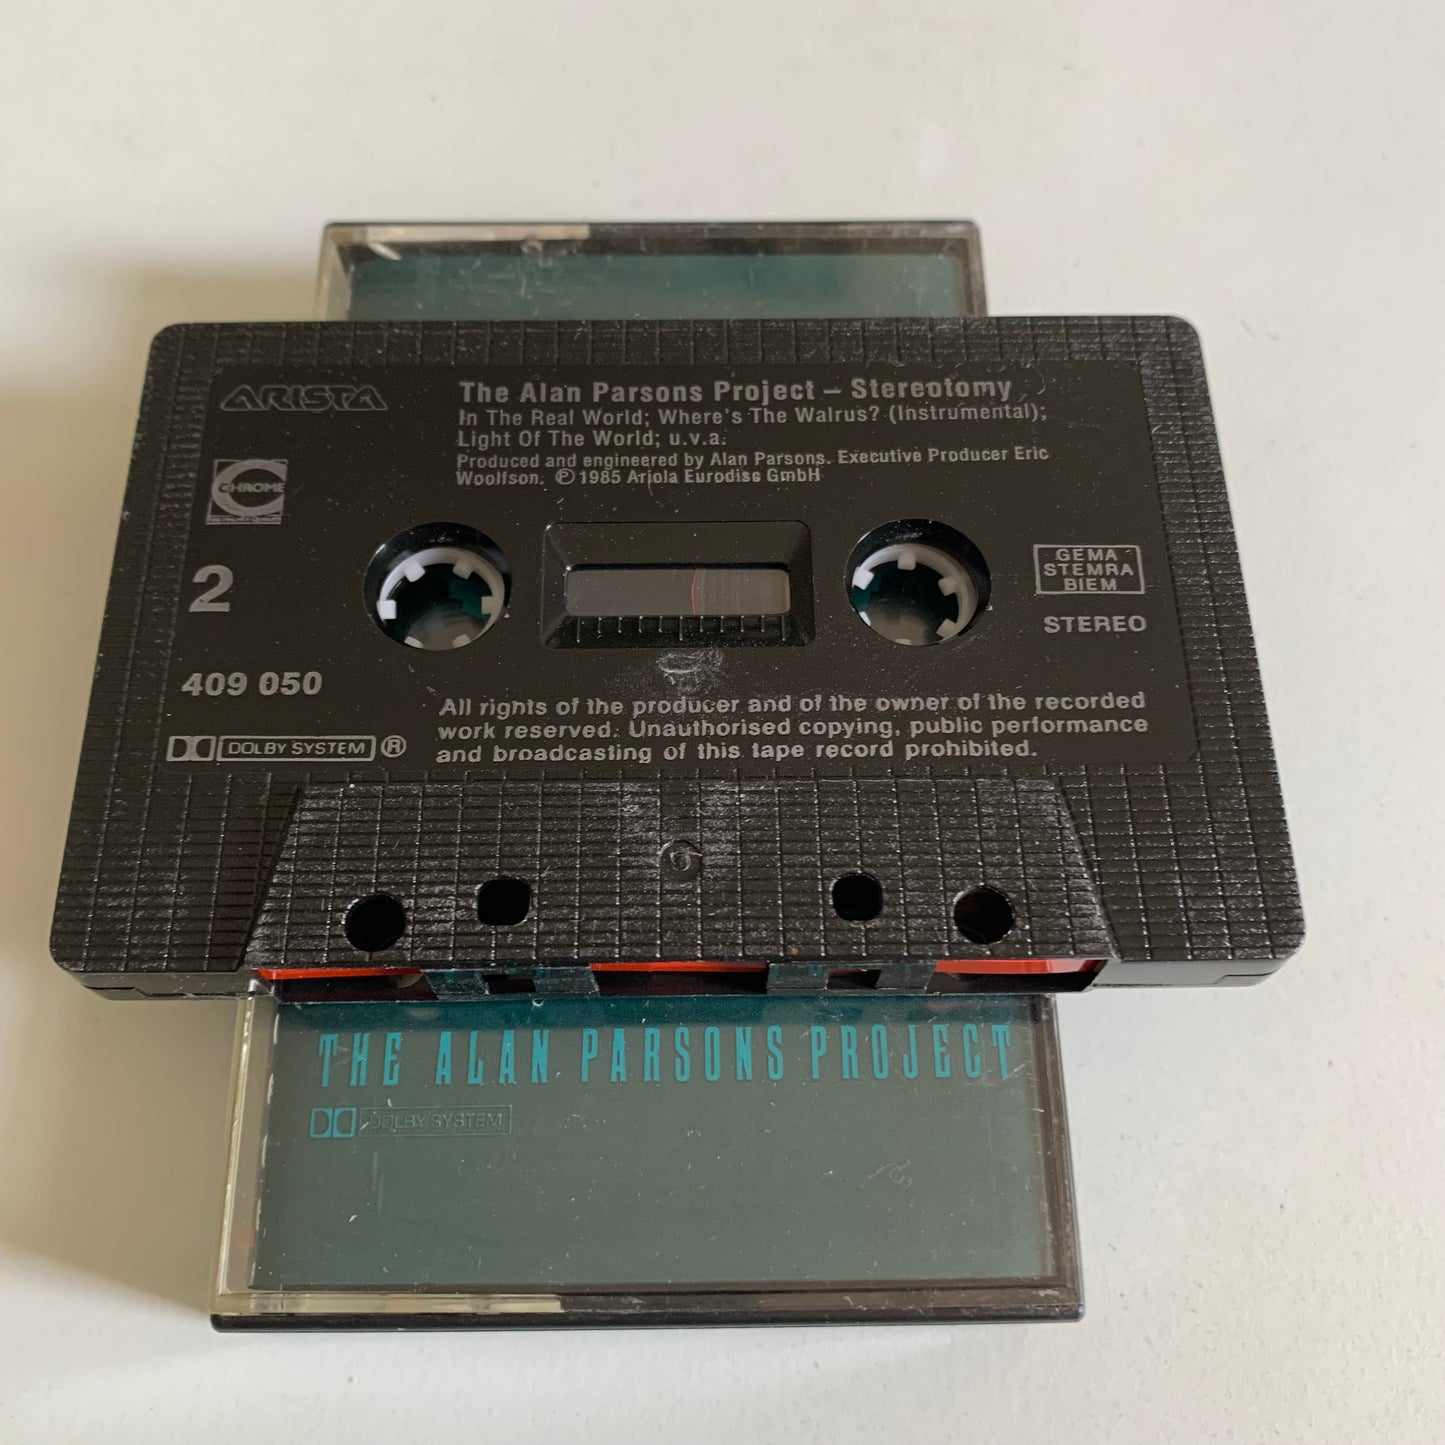 ARISTA
The Alan Parsons Project – Stereotomy
In The Real World; Where's The Walrus? (Instrumental);
Light Of The World; u.v.a.
Produced and engineered by Alan Parsons. Executive Producer Eric
Woolfson. ℗ 1985 Ariola Eurodisc GmbH
CHROME
2
GEMA
STEMRA
BIEM
STEREO
409 050
All rights of the producer and of the owner of the recorded
work reserved. Unauthorised copying, public performance
and broadcasting of this tape record prohibited.
DOLBY SYSTEM ®
6
THE ALAN PARSONS PROJECT
DOLBY SYSTEM